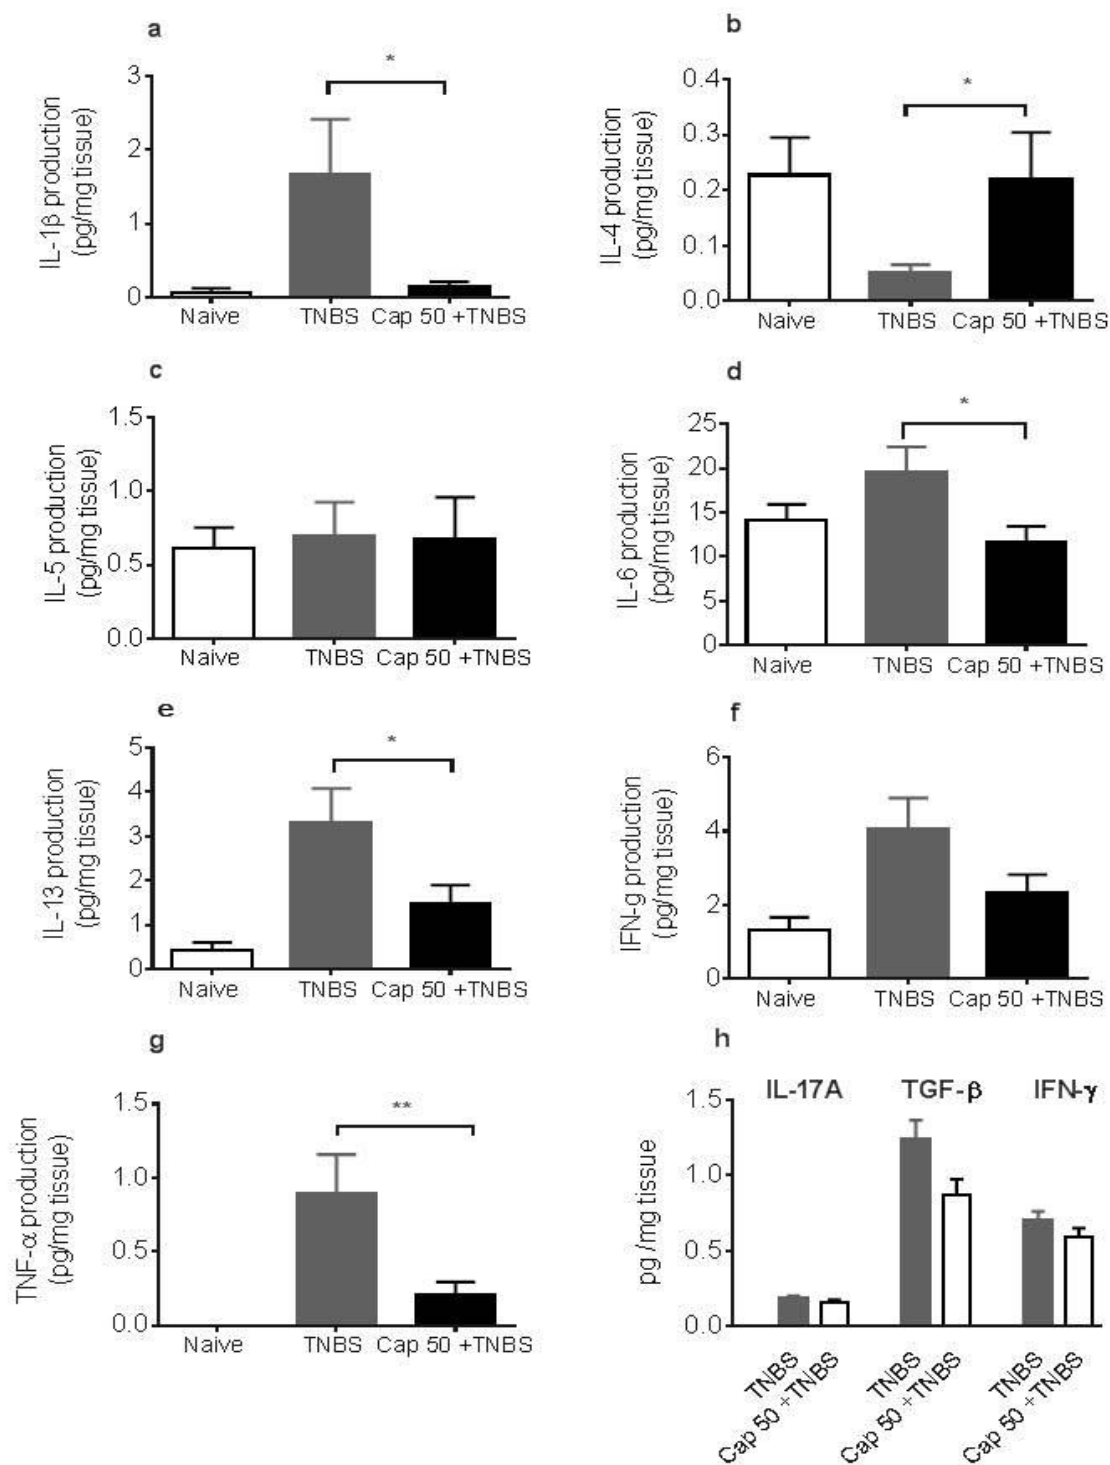 a
IL-1β production
(pg/mg tissue)
3
2
1
0
*
Naive TNBS Cap 50 +TNBS
b
IL-4 production
(pg/mg tissue)
0.4
0.3
0.2
0.1
0.0
*
Naive TNBS Cap 50 +TNBS
c
IL-5 production
(pg/mg tissue)
1.5
1.0
0.5
0.0
Naive TNBS Cap 50 +TNBS
d
IL-6 production
(pg/mg tissue)
25
20
15
10
5
0
*
Naive TNBS Cap 50 +TNBS
e
IL-13 production
(pg/mg tissue)
5
4
3
2
1
0
*
Naive TNBS Cap 50 +TNBS
f
IFN-g production
(pg/mg tissue)
6
4
2
0
Naive TNBS Cap 50 +TNBS
g
TNF-α production
(pg/mg tissue)
1.5
1.0
0.5
0.0
**
Naive TNBS Cap 50 +TNBS
h
IL-17A TGF-β IFN-γ
pg /mg tissue
1.5
1.0
0.5
0.0
TNBS
Cap 50 +TNBS
TNBS
Cap 50 +TNBS
TNBS
Cap 50 +TNBS